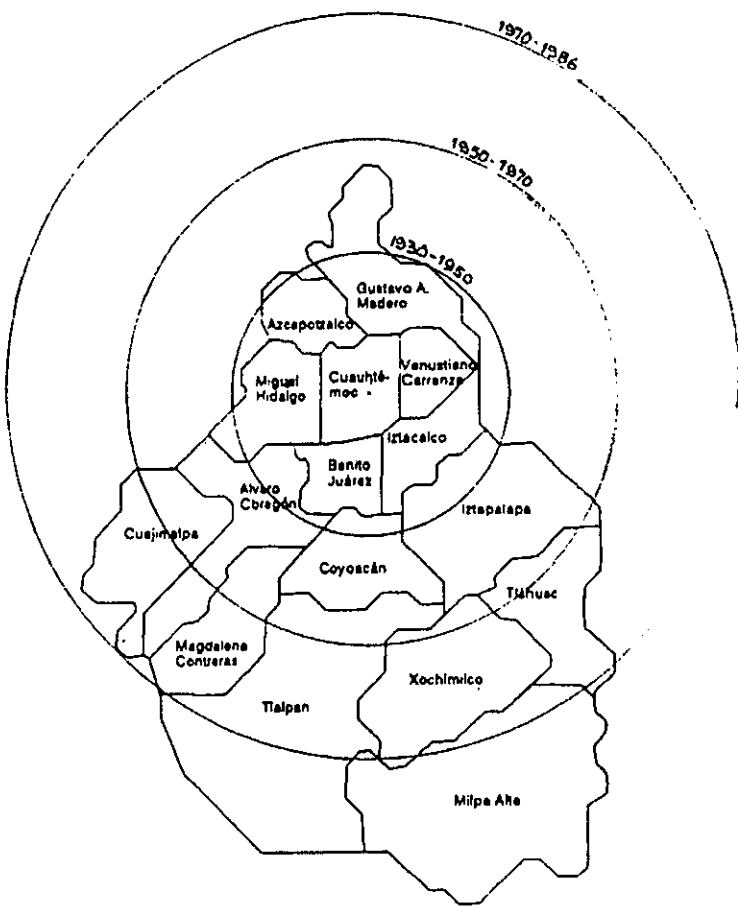 1970-1986
1950-1970
1930-1950
Gustavo A.
Madero
Azcapotzalco
Venustiano
Carranza
Miguel
Hidalgo
Cuauhté-
moc
Iztacalco
Benito
Juárez
Alvaro
Obragón
Iztapalapa
Cuajimalpa
Coyoacán
Tláhuac
Magdalena
Contreras
Xochimilco
Tlalpan
Milpa Alta